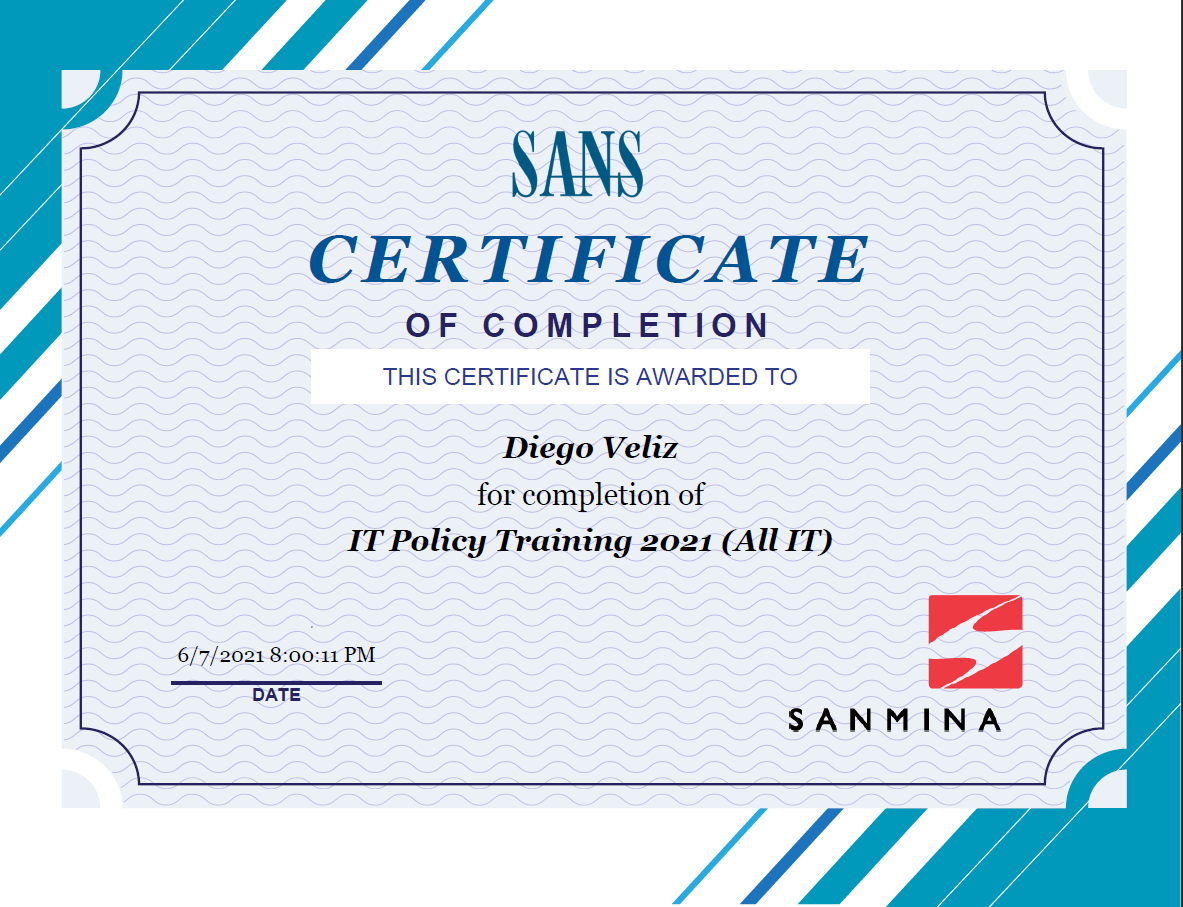 SANS
CERTIFICATE
OF COMPLETION
THIS CERTIFICATE IS AWARDED TO
Diego Veliz
for completion of
IT Policy Training 2021 (All IT)
6/7/2021 8:00:11 PM
DATE
SANMINA